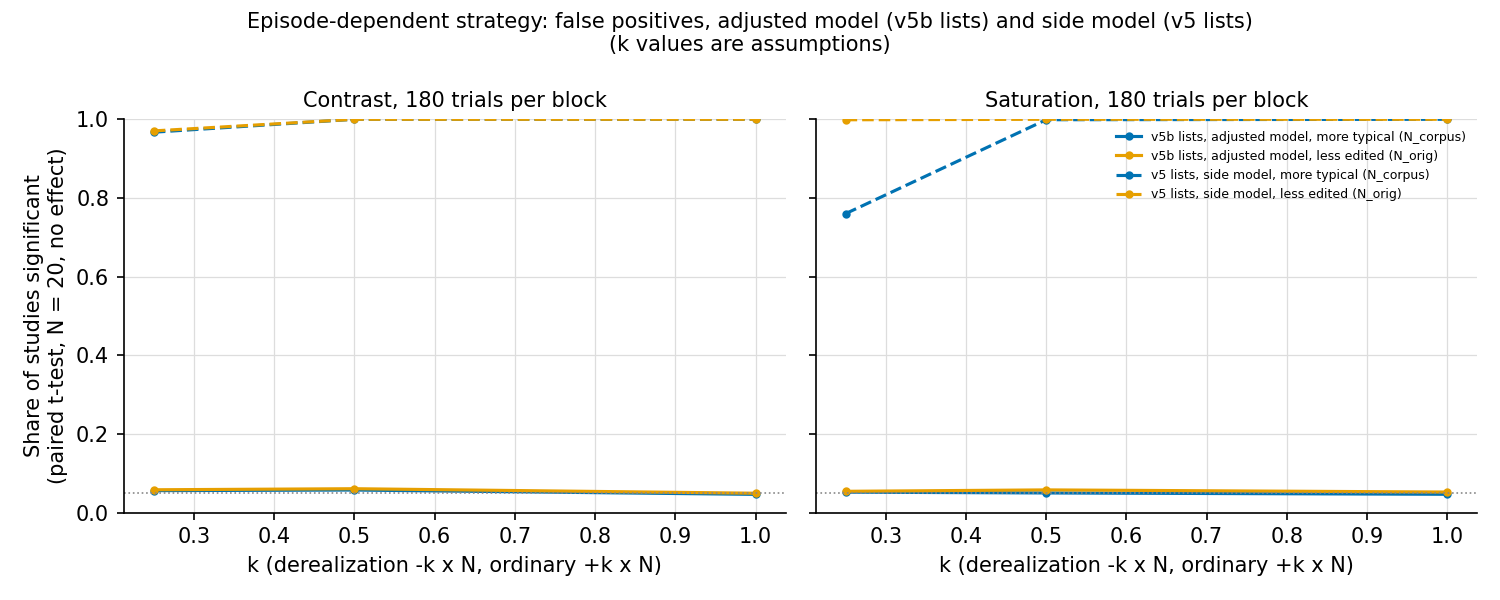 Episode-dependent strategy: false positives, adjusted model (v5b lists) and side model (v5 lists)
(k values are assumptions)
Contrast, 180 trials per block
Share of studies significant
(paired t-test, N = 20, no effect)
1.0
0.8
0.6
0.4
0.2
0.0
0.3 0.4 0.5 0.6 0.7 0.8 0.9 1.0
k (derealization -k x N, ordinary +k x N)
Saturation, 180 trials per block
v5b lists, adjusted model, more typical (N_corpus)
v5b lists, adjusted model, less edited (N_orig)
v5 lists, side model, more typical (N_corpus)
v5 lists, side model, less edited (N_orig)
0.3 0.4 0.5 0.6 0.7 0.8 0.9 1.0
k (derealization -k x N, ordinary +k x N)